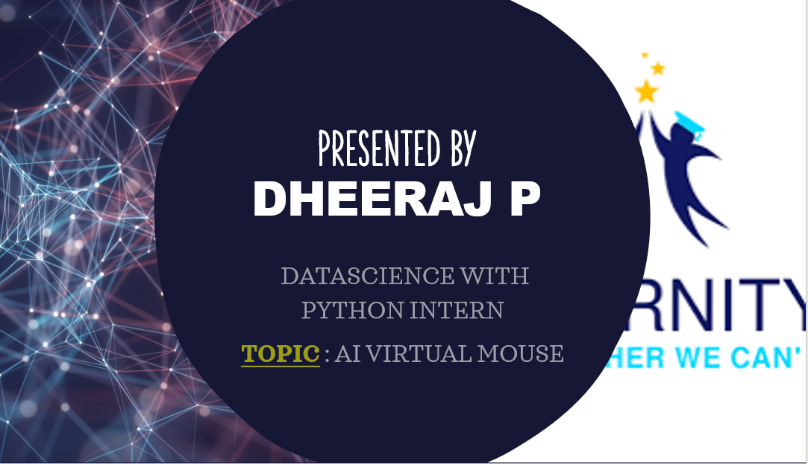 PRESENTED BY
DHEERAJ P
DATASCIENCE WITH
PYTHON INTERN
TOPIC : AI VIRTUAL MOUSE
RNITY
HER WE CAN'